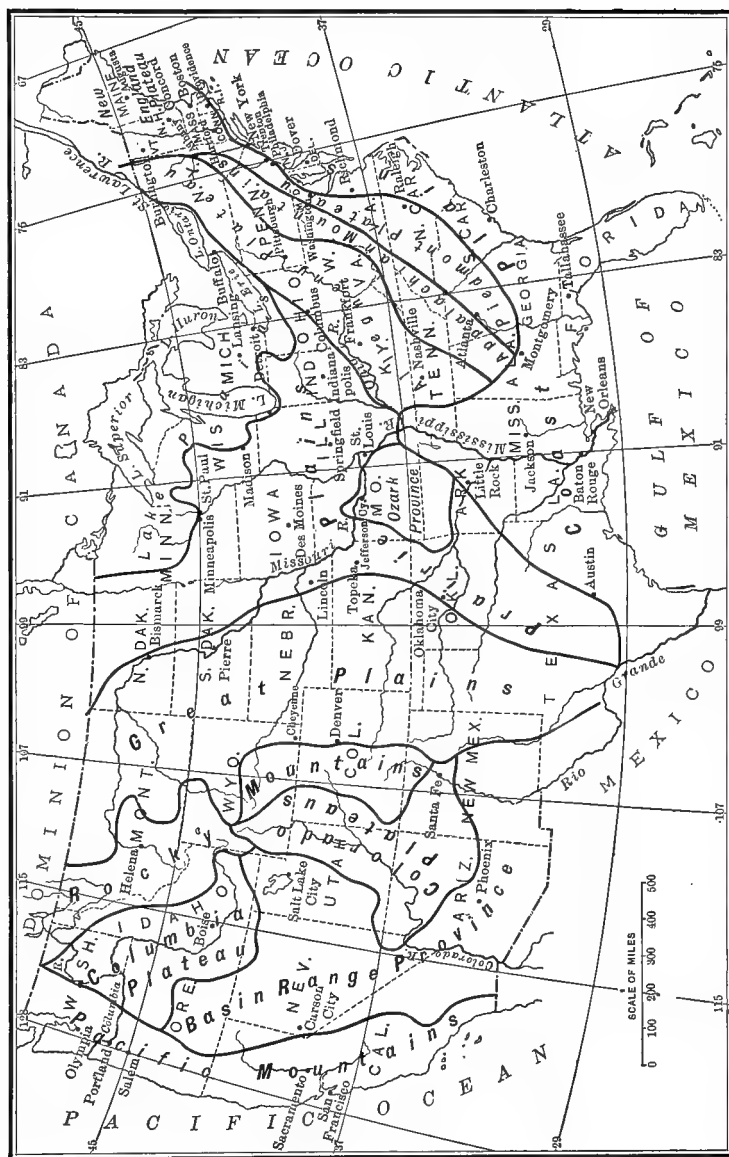 DOMINION OF CANADA
PACIFIC OCEAN
ATLANTIC OCEAN
GULF OF MEXICO
MEXICO
Pacific Mountains
Columbia Plateau
Basin Range Province
Rocky Mountains
Colorado Plateaus
Great Plains
Prairie Plains
Lake Plains
Ozark Province
Appalachian Plateau
Appalachian Mountains
Piedmont Plateau
Coastal Plain
New England Plateau
WASH.
Olympia
Columbia R.
Portland
Salem
ORE.
IDAHO
Boise
MONT.
Helena
WYO.
Cheyenne
NEV.
Carson City
CAL.
Sacramento
San Francisco
UTAH
Salt Lake City
COL.
Denver
ARIZ.
Phoenix
Colorado R.
NEW MEX.
Santa Fe
Rio Grande
N. DAK.
Bismarck
S. DAK.
Pierre
NEBR.
Lincoln
KAN.
Topeka
OKL.
Oklahoma City
TEXAS
Austin
MINN.
St. Paul
Minneapolis
IOWA
Des Moines
Missouri R.
MO.
Jefferson Cy.
St. Louis
ARK.
Little Rock
LA.
Baton Rouge
New Orleans
WIS.
Madison
ILL.
Springfield
IND.
Indianapolis
MICH.
Lansing
Detroit
L. Superior
L. Michigan
L. Huron
L. Erie
L. Ontario
St. Lawrence R.
OHIO
Columbus
Ohio R.
KY.
Frankfort
TENN.
Nashville
Mississippi R.
MISS.
Jackson
ALA.
Montgomery
GEORGIA
Atlanta
FLORIDA
Tallahassee
S. CAR.
Charleston
N. CAR.
Raleigh
VA.
Richmond
W. VA.
Washington
PENN.
Pittsburgh
Philadelphia
Trenton
Dover
DEL.
N.Y.
Buffalo
Albany
New York
CONN.
R.I.
Providence
MASS.
Boston
N.H.
Concord
VT.
Burlington
MAINE
Augusta
SCALE OF MILES
0 100 200 300 400 500
45
37
29
123
115
107
99
91
83
75
67